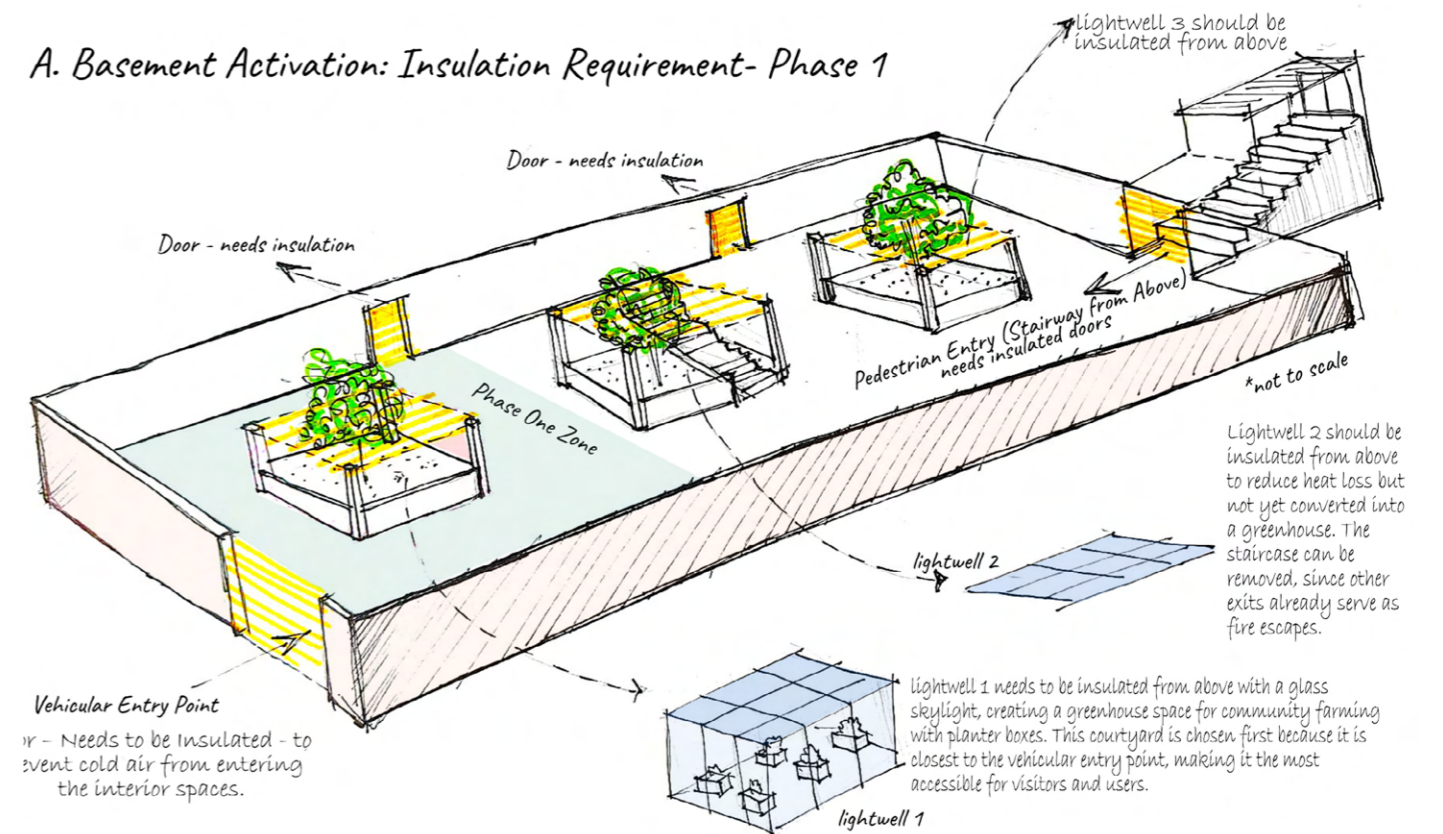 A. Basement Activation: Insulation Requirement- Phase 1
lightwell 3 should be
insulated from above
Door - needs insulation
Door - needs insulation
Phase One Zone
Pedestrian Entry (Stairway from Above)
needs insulated doors
*not to scale
Lightwell 2 should be
insulated from above
to reduce heat loss but
not yet converted into
a greenhouse. The
staircase can be
removed, since other
exits already serve as
fire escapes.
lightwell 2
Vehicular Entry Point
r - Needs to be Insulated - to
event cold air from entering
the interior spaces.
lightwell 1 needs to be insulated from above with a glass
skylight, creating a greenhouse space for community farming
with planter boxes. This courtyard is chosen first because it is
closest to the vehicular entry point, making it the most
accessible for visitors and users.
lightwell 1